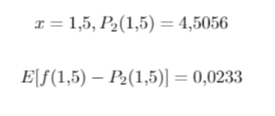 x = 1,5, P₂(1,5) = 4,5056
E[f(1,5) − P₂(1,5)] = 0,0233